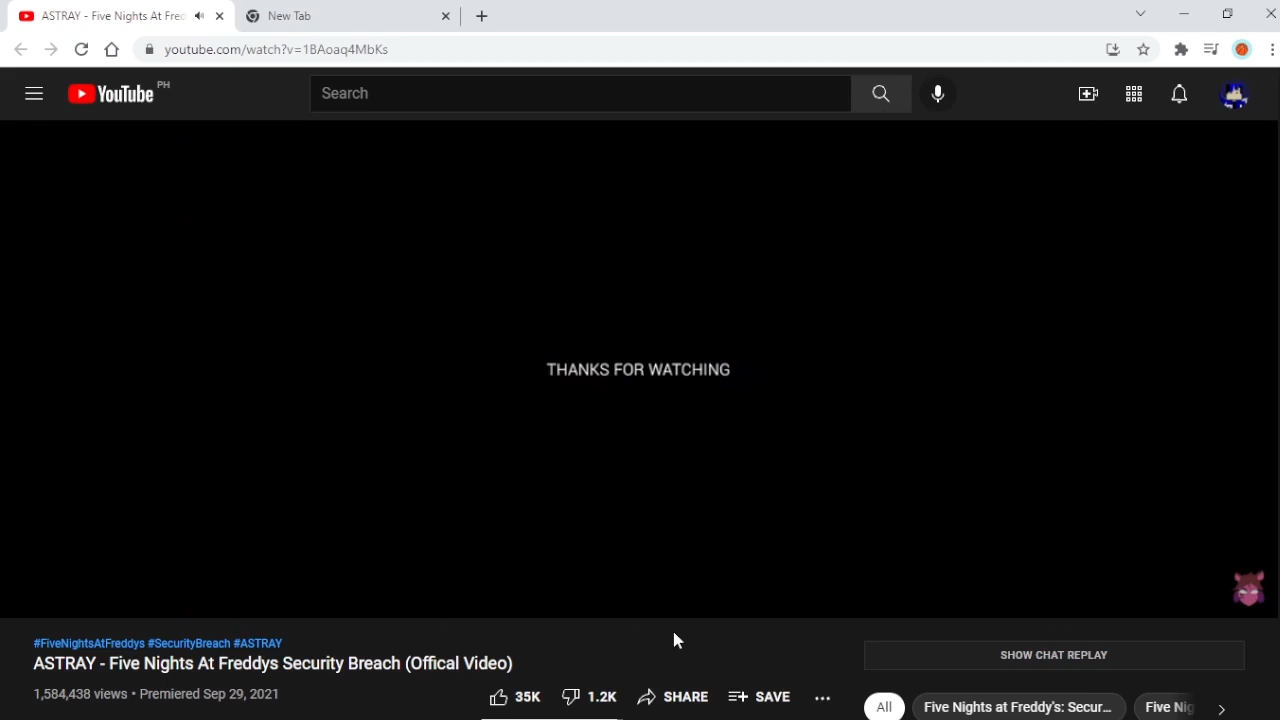 ASTRAY - Five Nights At Fred
New Tab
youtube.com/watch?v=1BAoaq4MbKs
YouTube PH
Search
THANKS FOR WATCHING
#FiveNightsAtFreddys #SecurityBreach #ASTRAY
ASTRAY - Five Nights At Freddys Security Breach (Offical Video)
1,584,438 views • Premiered Sep 29, 2021
35K
1.2K
SHARE
SAVE
SHOW CHAT REPLAY
All
Five Nights at Freddy's: Secur...
Five Nig